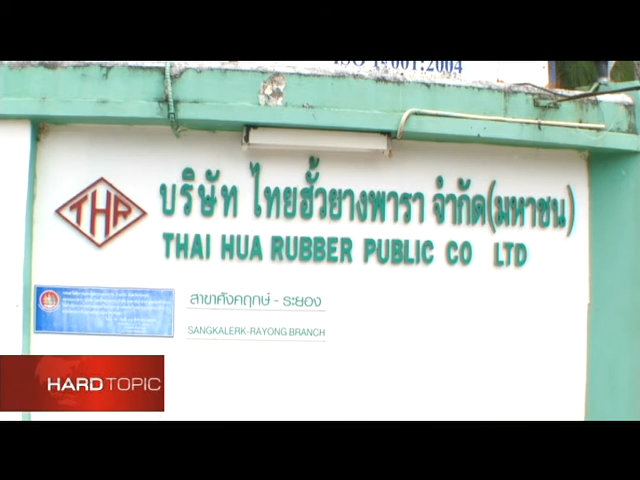 ISO 14001:2004
THR
บริษัท ไทยฮั้วยางพารา จำกัด(มหาชน)
THAI HUA RUBBER PUBLIC CO LTD
สาขาคังคฤกษ์ - ระยอง
SANGKALERK-RAYONG BRANCH
HARD TOPIC